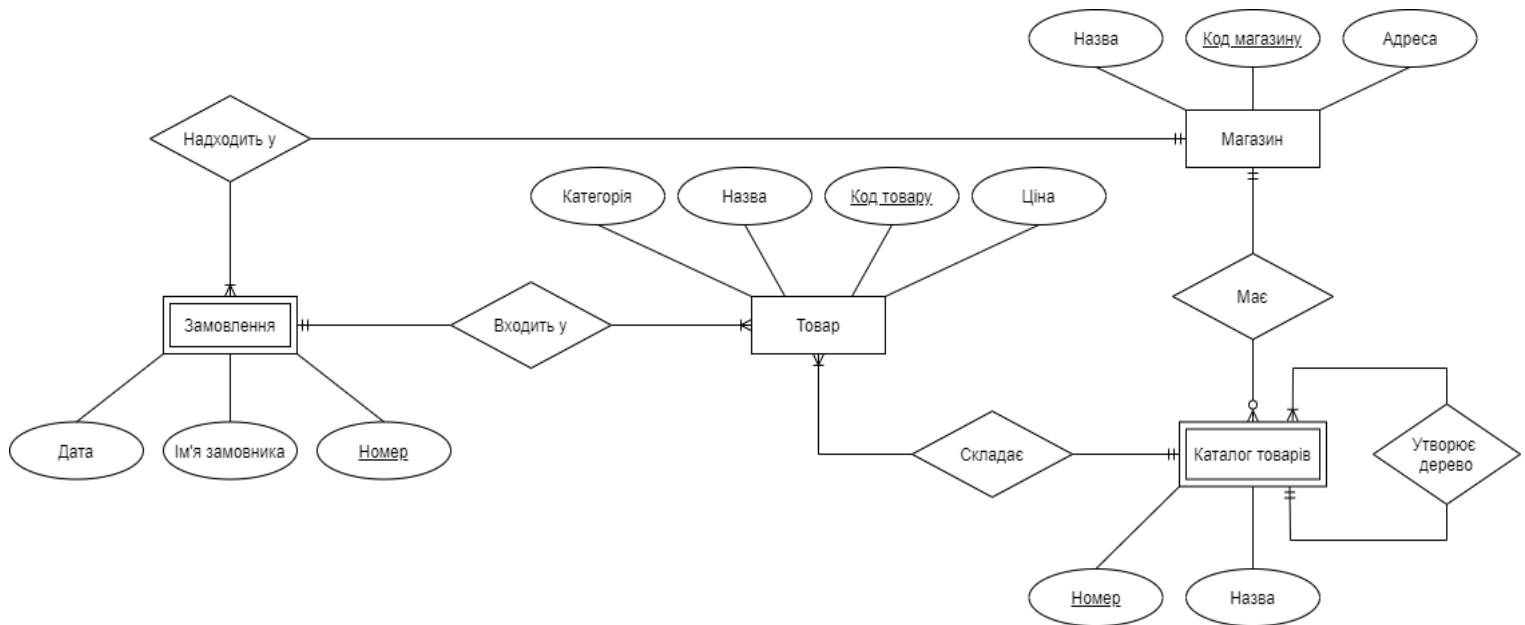 Назва
Код магазину
Адреса
Надходить у
Магазин
Категорія
Назва
Код товару
Ціна
Має
Замовлення
Входить у
Товар
Дата
Ім'я замовника
Номер
Складає
Каталог товарів
Утворює
дерево
Номер
Назва